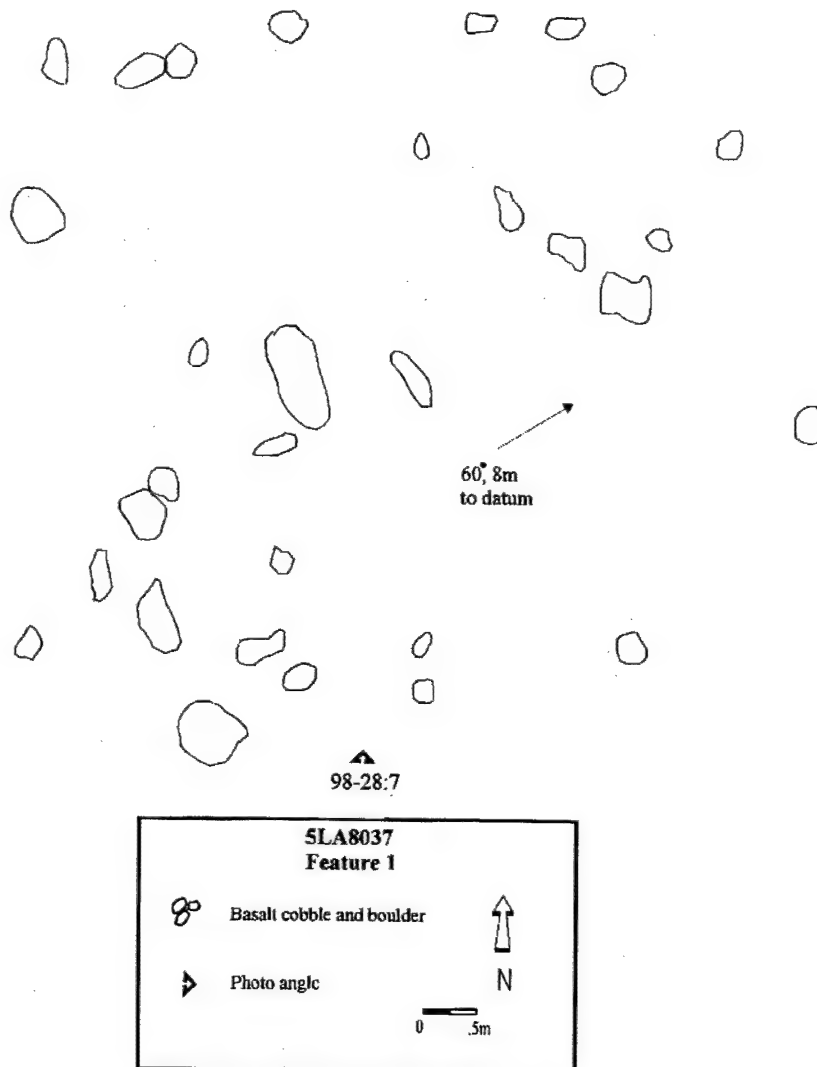 60°, 8m
to datum
98-28:7
5LA8037
Feature 1
Basalt cobble and boulder
Photo angle
N
0 .5m